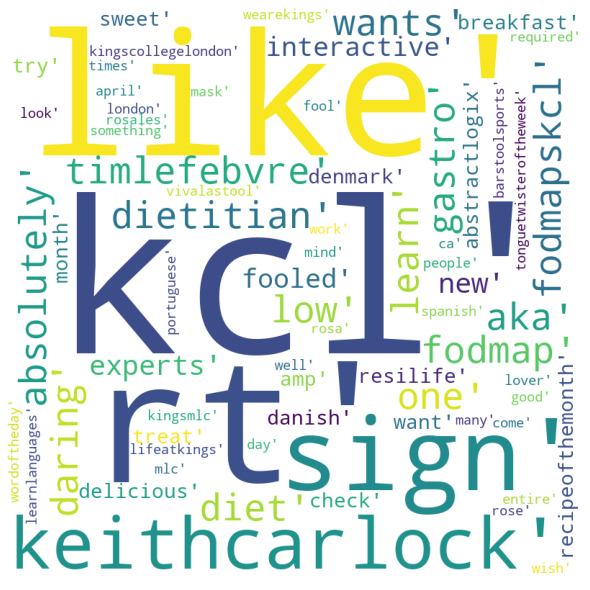 sweet'
wearekings'
wants'
breakfast'
required'
like'
kingscollegelondon'
interactive'
try'
times'
april'
mask'
look'
london'
fool'
rosales'
something'
gastro'
abstractlogix'
barstoolsports'
tonguetwisteroftheweek'
fodmapskcl'
timlefebvre'
denmark'
vivalastool'
absolutely'
month'
dietitian'
learn'
work'
mind'
ca'
people'
kcl'
portuguese'
fooled'
new'
low'
rosa'
spanish'
aka'
experts'
well'
amp'
resilife'
fodmap'
rt'
daring'
danish'
one'
lover'
good'
recipeofthemonth'
wordoftheday'
learnlanguages'
treat'
kingsmlc'
lifeatkings'
day'
mlc'
sign'
want'
many'
come'
delicious'
diet'
check'
entire'
rose'
keithcarlock'
wish'